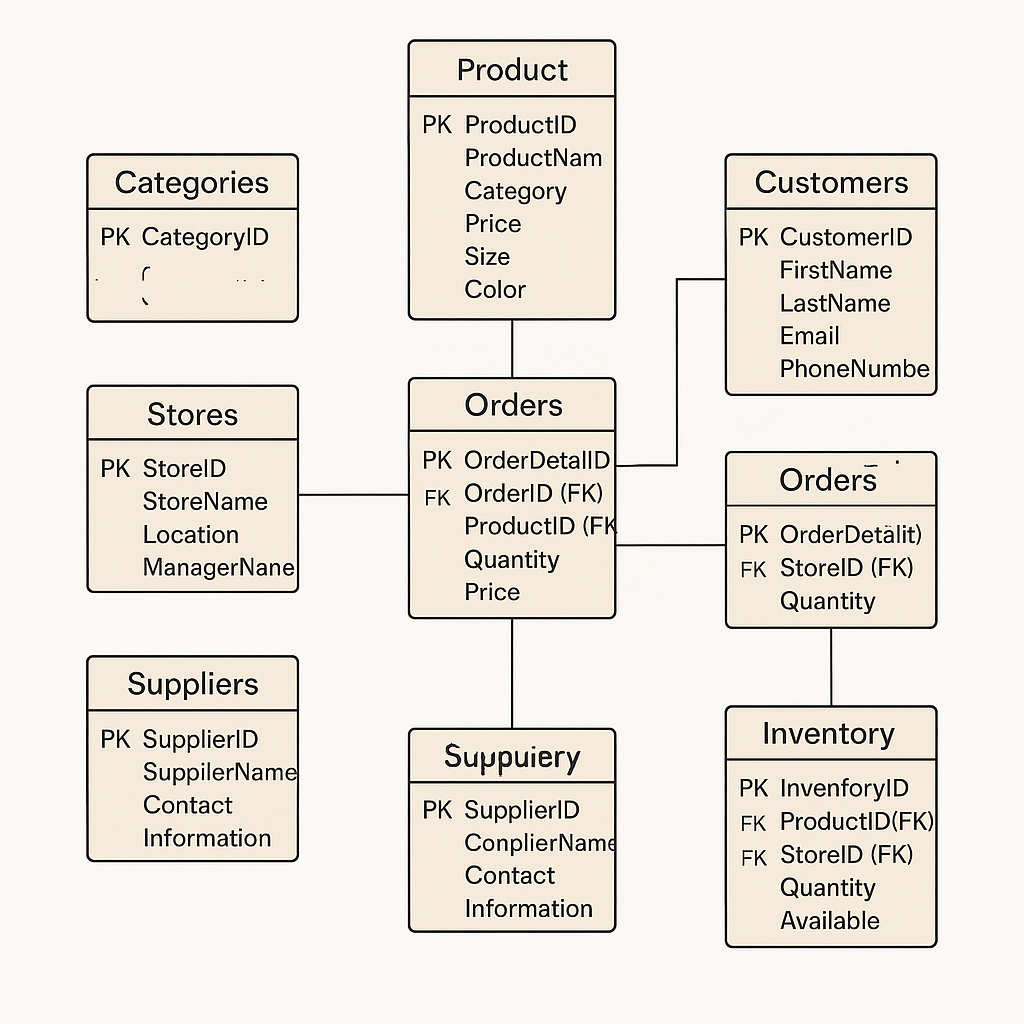 Product
PK ProductID
ProductNam
Category
Price
Size
Color
Categories
PK CategoryID
Customers
PK CustomerID
FirstName
LastName
Email
PhoneNumbe
Stores
PK StoreID
StoreName
Location
ManagerNane
Orders
PK OrderDetalID
FK OrderID (FK)
ProductID (FK
Quantity
Price
Orders
PK OrderDetalit)
FK StoreID (FK)
Quantity
Suppliers
PK SupplierID
SuppilerName
Contact
Information
PK SupplierID
ConplierName
Contact
Information
Inventory
PK InvenforyID
FK ProductID(FK)
FK StoreID (FK)
Quantity
Available